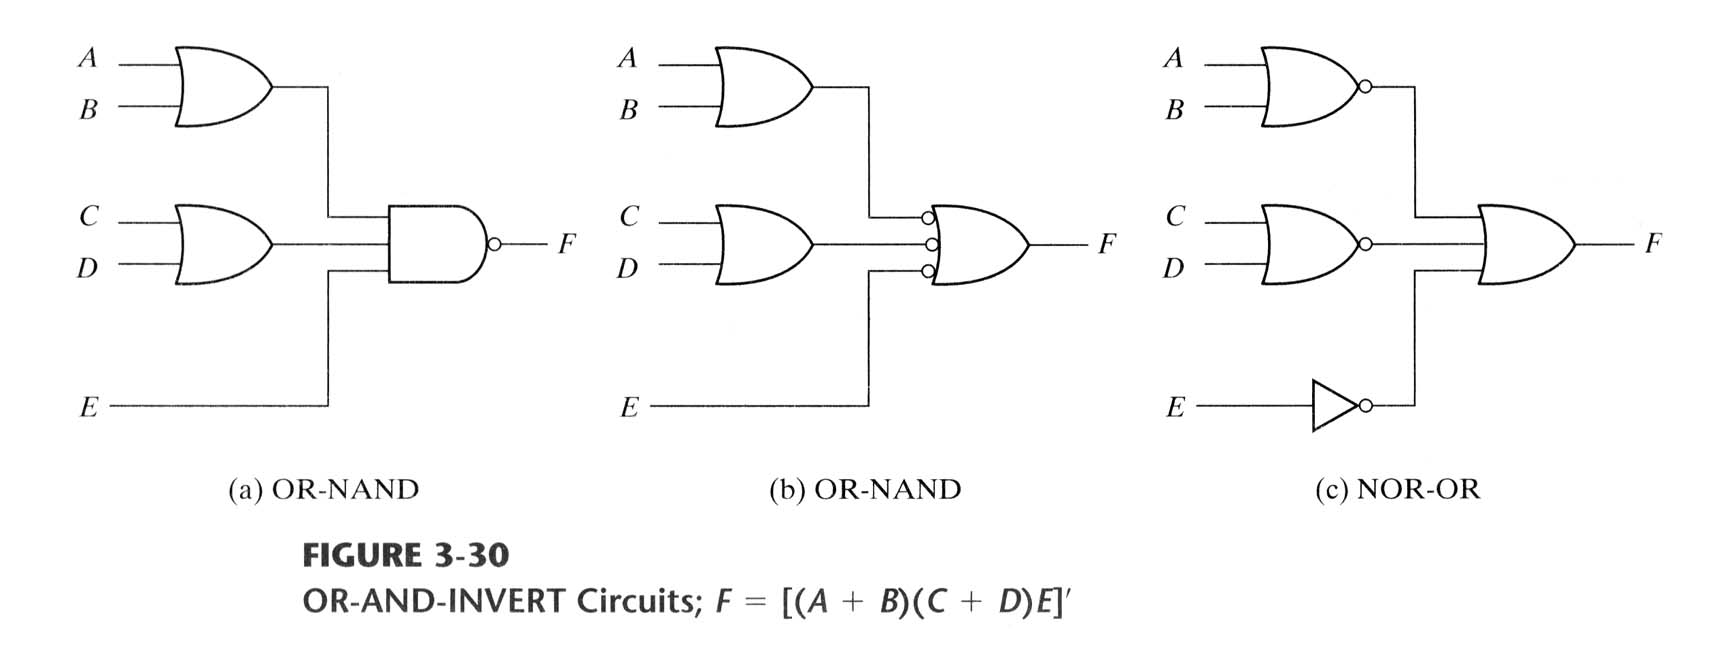 A
B
C
D
E
F
(a) OR-NAND
A
B
C
D
E
F
(b) OR-NAND
A
B
C
D
E
F
(c) NOR-OR
FIGURE 3-30
OR-AND-INVERT Circuits; F = [(A + B)(C + D)E]′